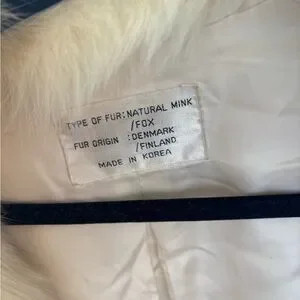 TYPE OF FUR:NATURAL MINK
/FOX
FUR ORIGIN :DENMARK
/FINLAND
MADE IN KOREA